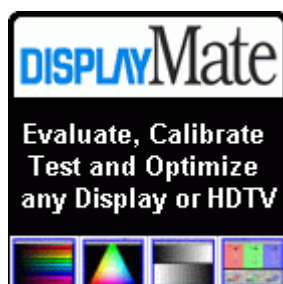 DISPLAYMate
Evaluate, Calibrate
Test and Optimize
any Display or HDTV